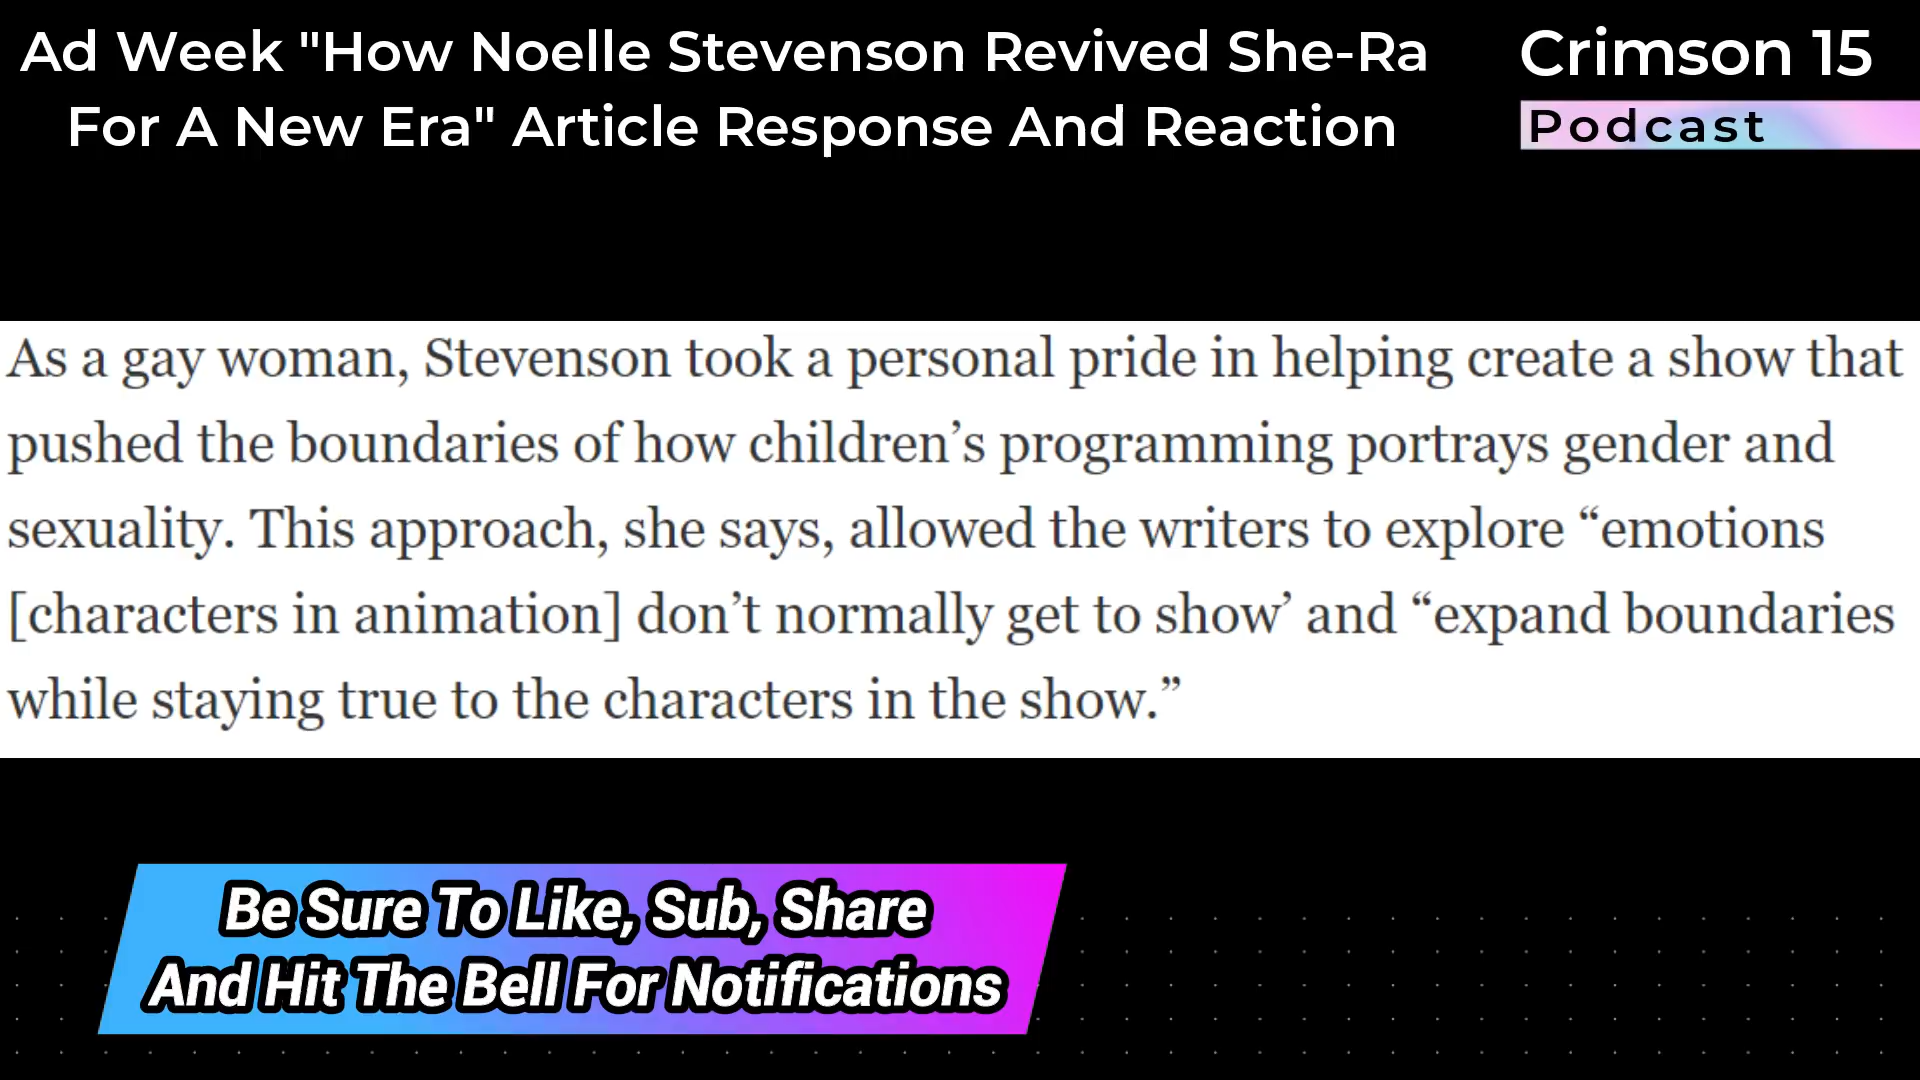 Ad Week "How Noelle Stevenson Revived She-Ra
For A New Era" Article Response And Reaction
Crimson 15
Podcast
As a gay woman, Stevenson took a personal pride in helping create a show that
pushed the boundaries of how children’s programming portrays gender and
sexuality. This approach, she says, allowed the writers to explore “emotions
[characters in animation] don’t normally get to show’ and “expand boundaries
while staying true to the characters in the show.”
Be Sure To Like, Sub, Share
And Hit The Bell For Notifications